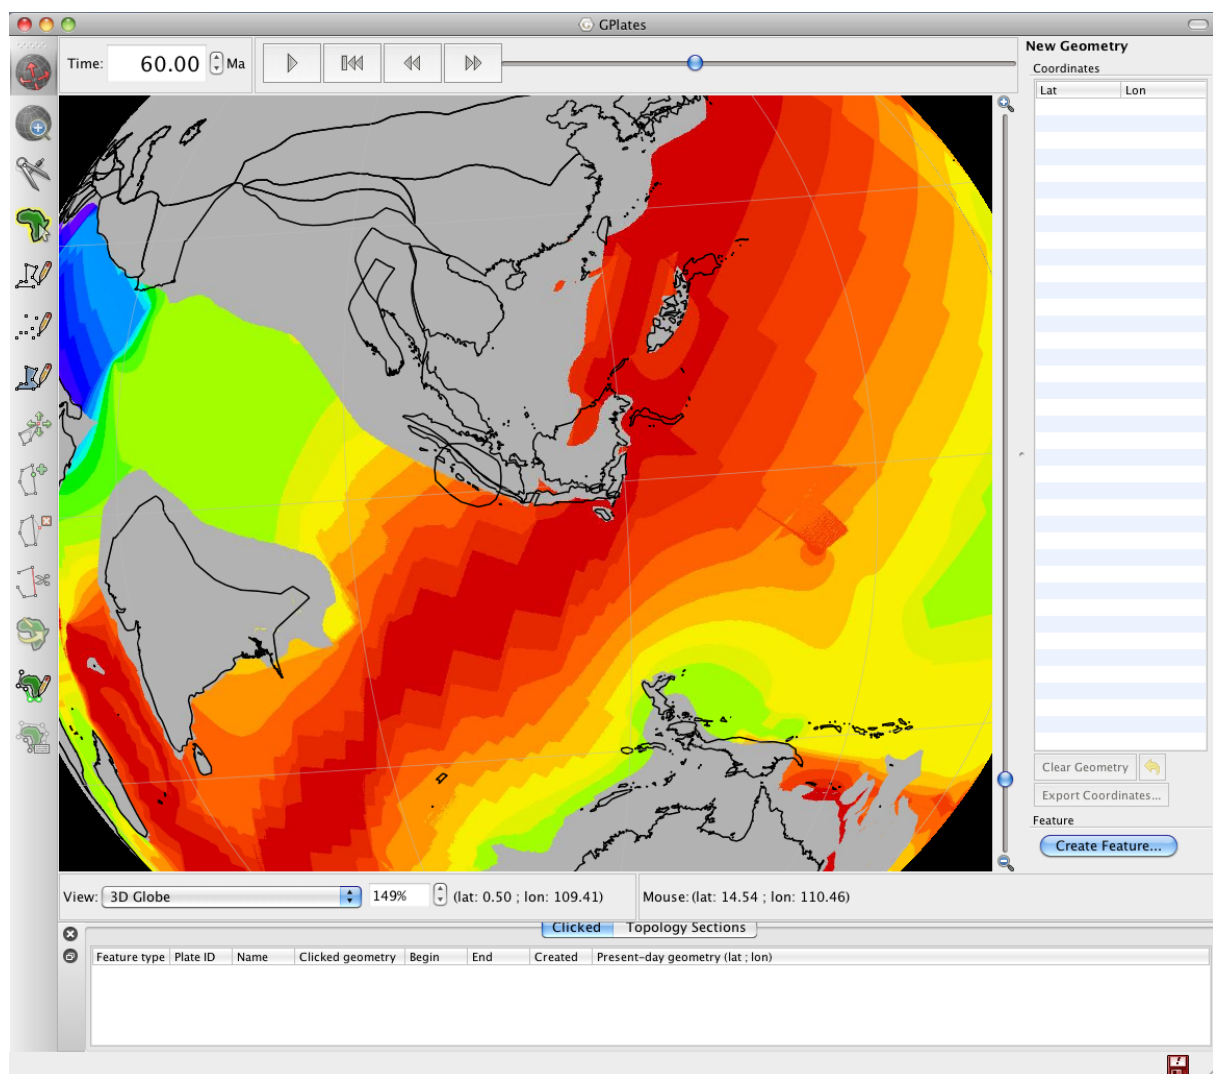 GPlates
Time: 60.00 Ma
New Geometry
Coordinates
Lat Lon
Clear Geometry
Export Coordinates...
Feature
Create Feature...
View: 3D Globe 149% (lat: 0.50 ; lon: 109.41) Mouse: (lat: 14.54 ; lon: 110.46)
Clicked Topology Sections
Feature type Plate ID Name Clicked geometry Begin End Created Present-day geometry (lat ; lon)